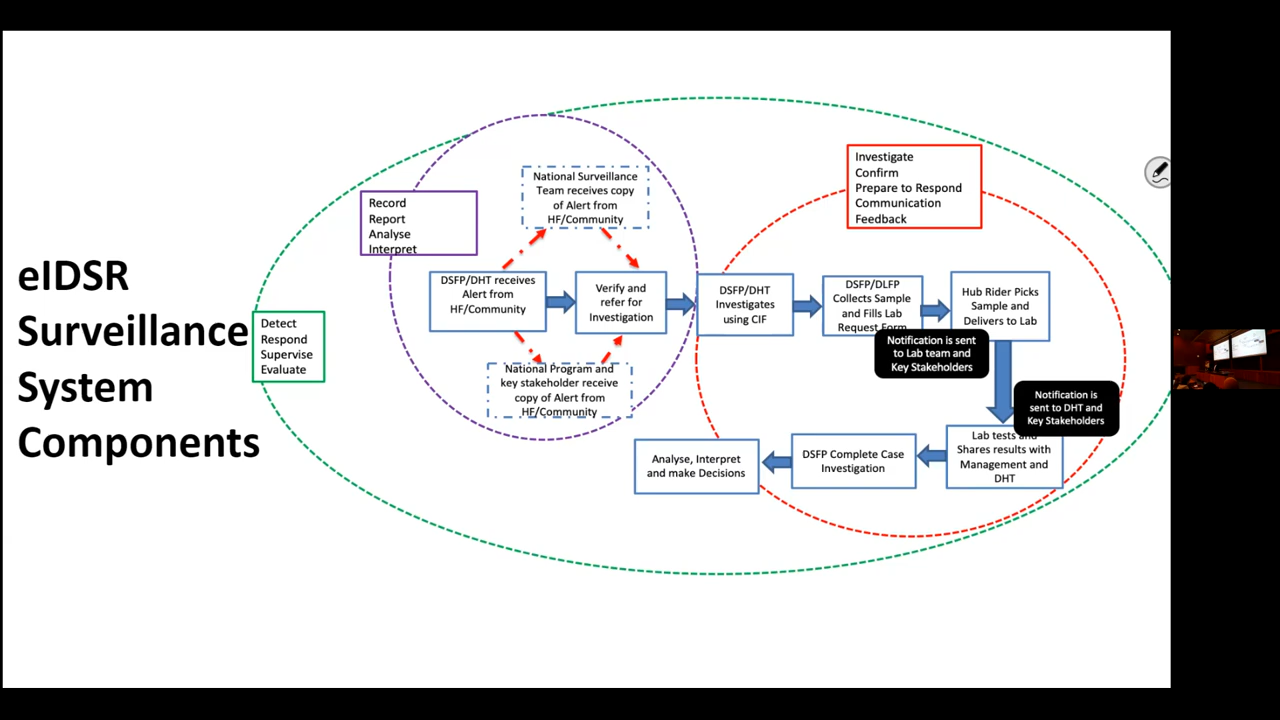 eIDSR
Surveillance
System
Components
Detect
Respond
Supervise
Evaluate
Record
Report
Analyse
Interpret
National Surveillance
Team receives copy
of Alert from
HF/Community
DSFP/DHT receives
Alert from
HF/Community
Verify and
refer for
Investigation
National Program and
key stakeholder receive
copy of Alert from
HF/Community
Investigate
Confirm
Prepare to Respond
Communication
Feedback
DSFP/DHT
Investigates
using CIF
DSFP/DLFP
Collects Sample
and Fills Lab
Request Form
Hub Rider Picks
Sample and
Delivers to Lab
Notification is sent
to Lab team and
Key Stakeholders
Notification is
sent to DHT and
Key Stakeholders
Lab tests and
Shares results with
Management and
DHT
DSFP Complete Case
Investigation
Analyse, Interpret
and make Decisions